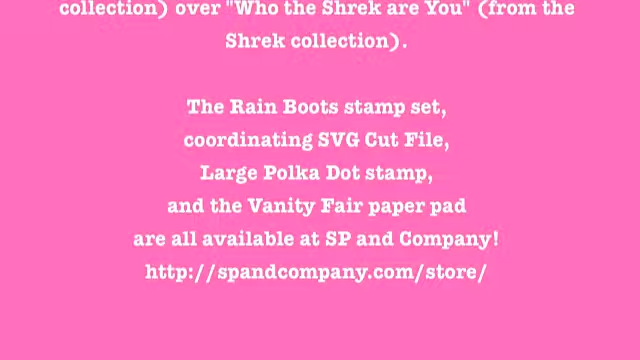 collection) over "Who the Shrek are You" (from the
Shrek collection).
The Rain Boots stamp set,
coordinating SVG Cut File,
Large Polka Dot stamp,
and the Vanity Fair paper pad
are all available at SP and Company!
http://spandcompany.com/store/